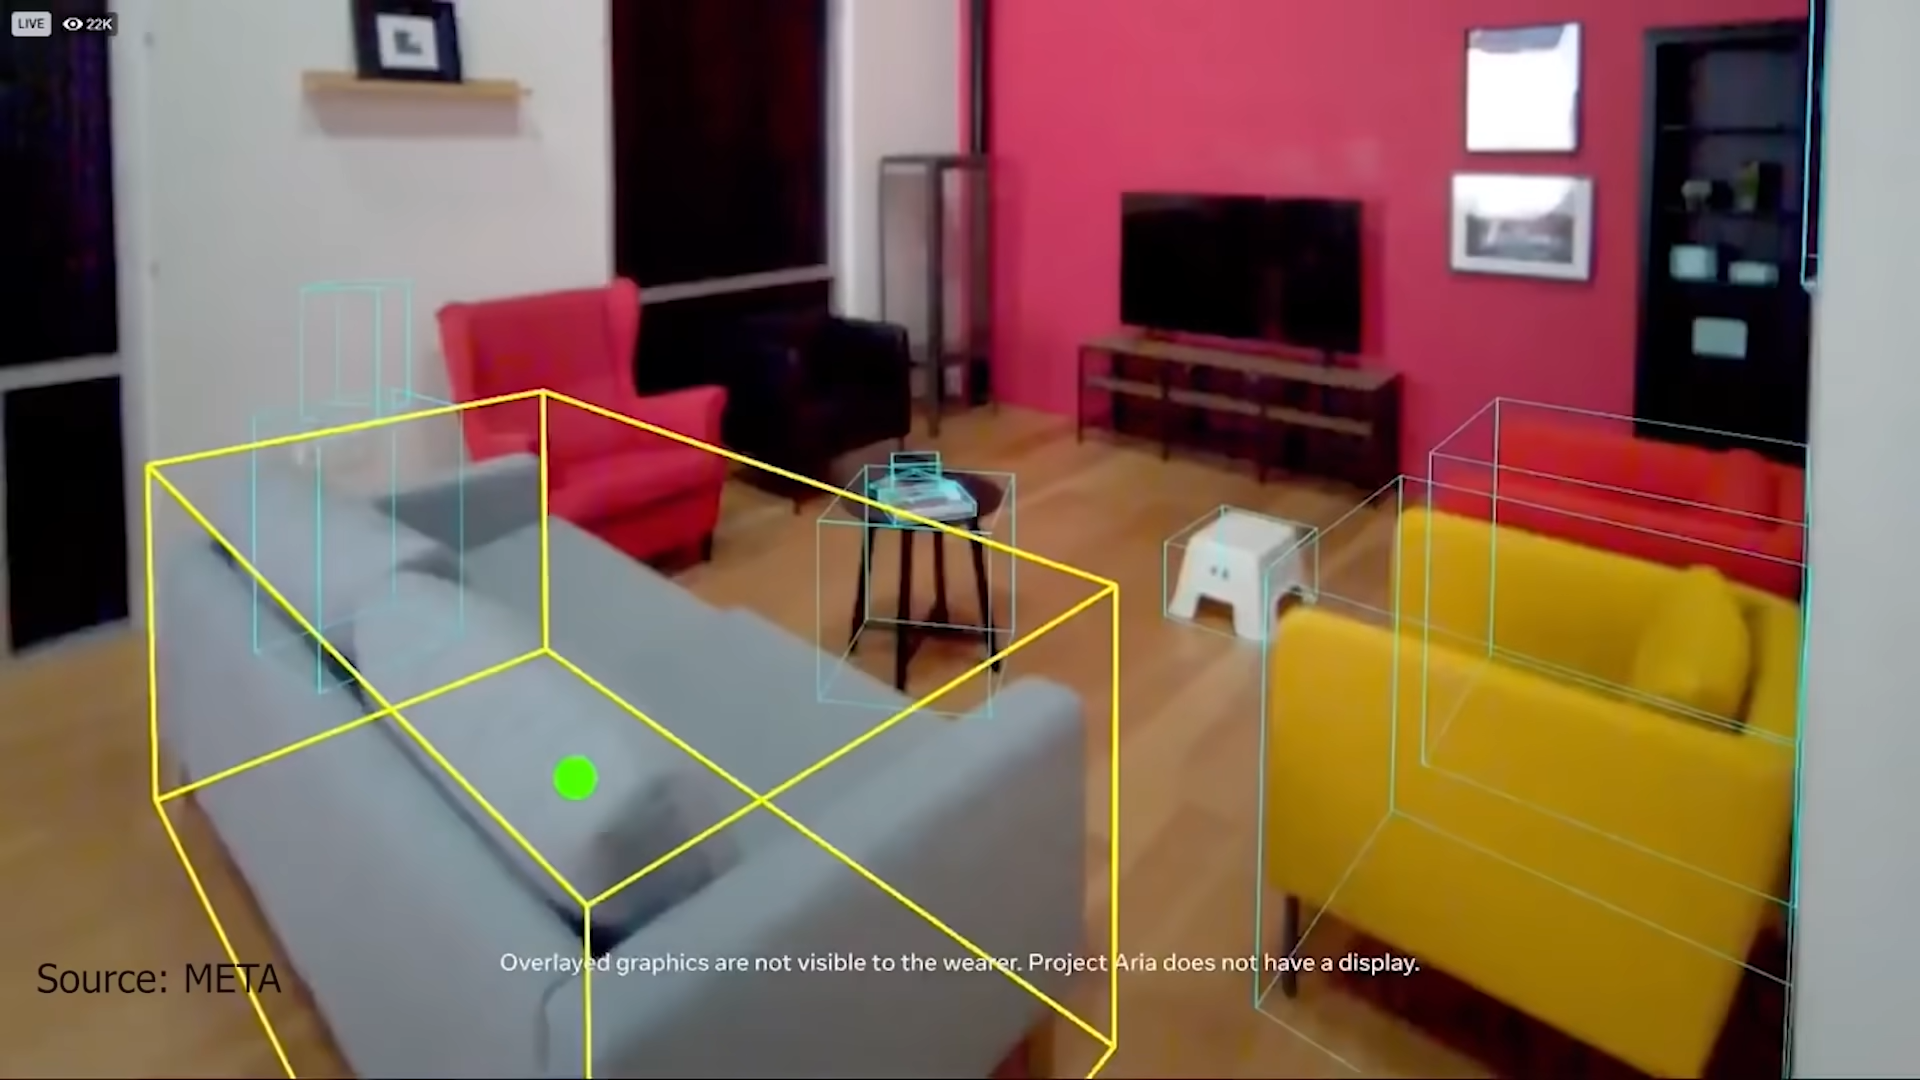 LIVE 22K
Overlayed graphics are not visible to the wearer. Project Aria does not have a display.
Source: META